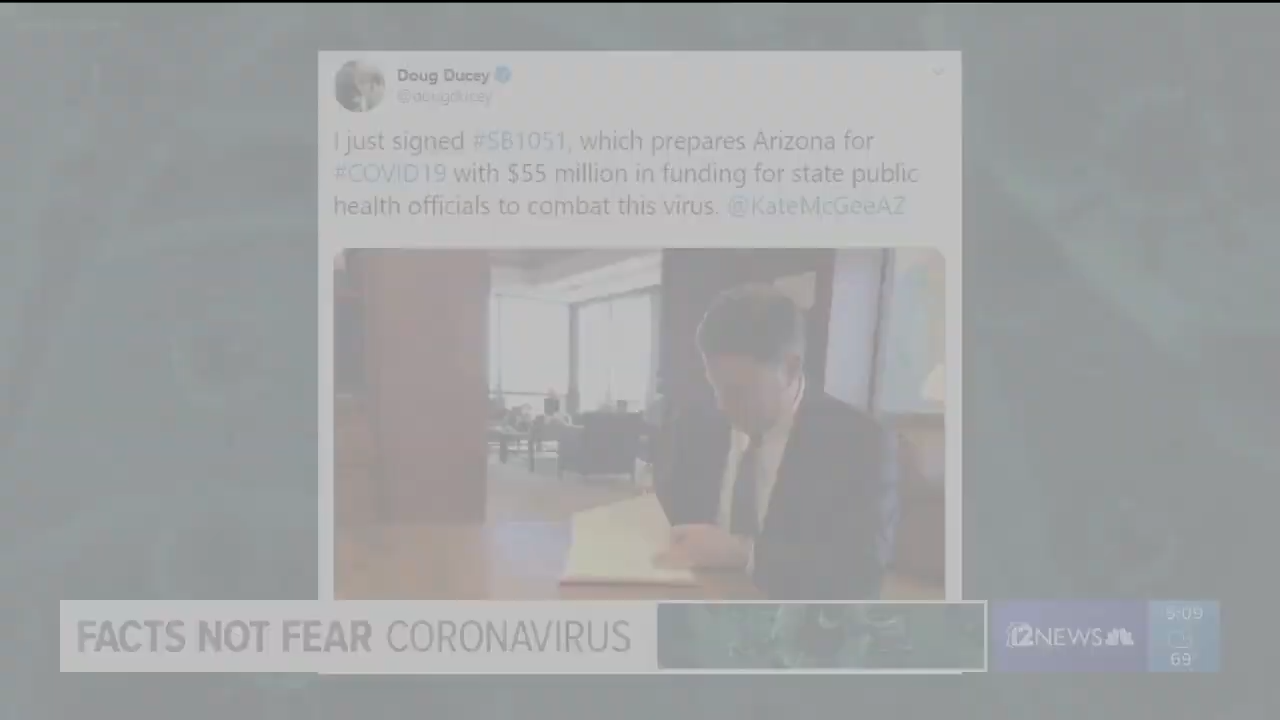 Doug Ducey
@dougducey
I just signed #SB1051, which prepares Arizona for
#COVID19 with $55 million in funding for state public
health officials to combat this virus. @KateMcGeeAZ
FACTS NOT FEAR CORONAVIRUS
12NEWS
5:09
69